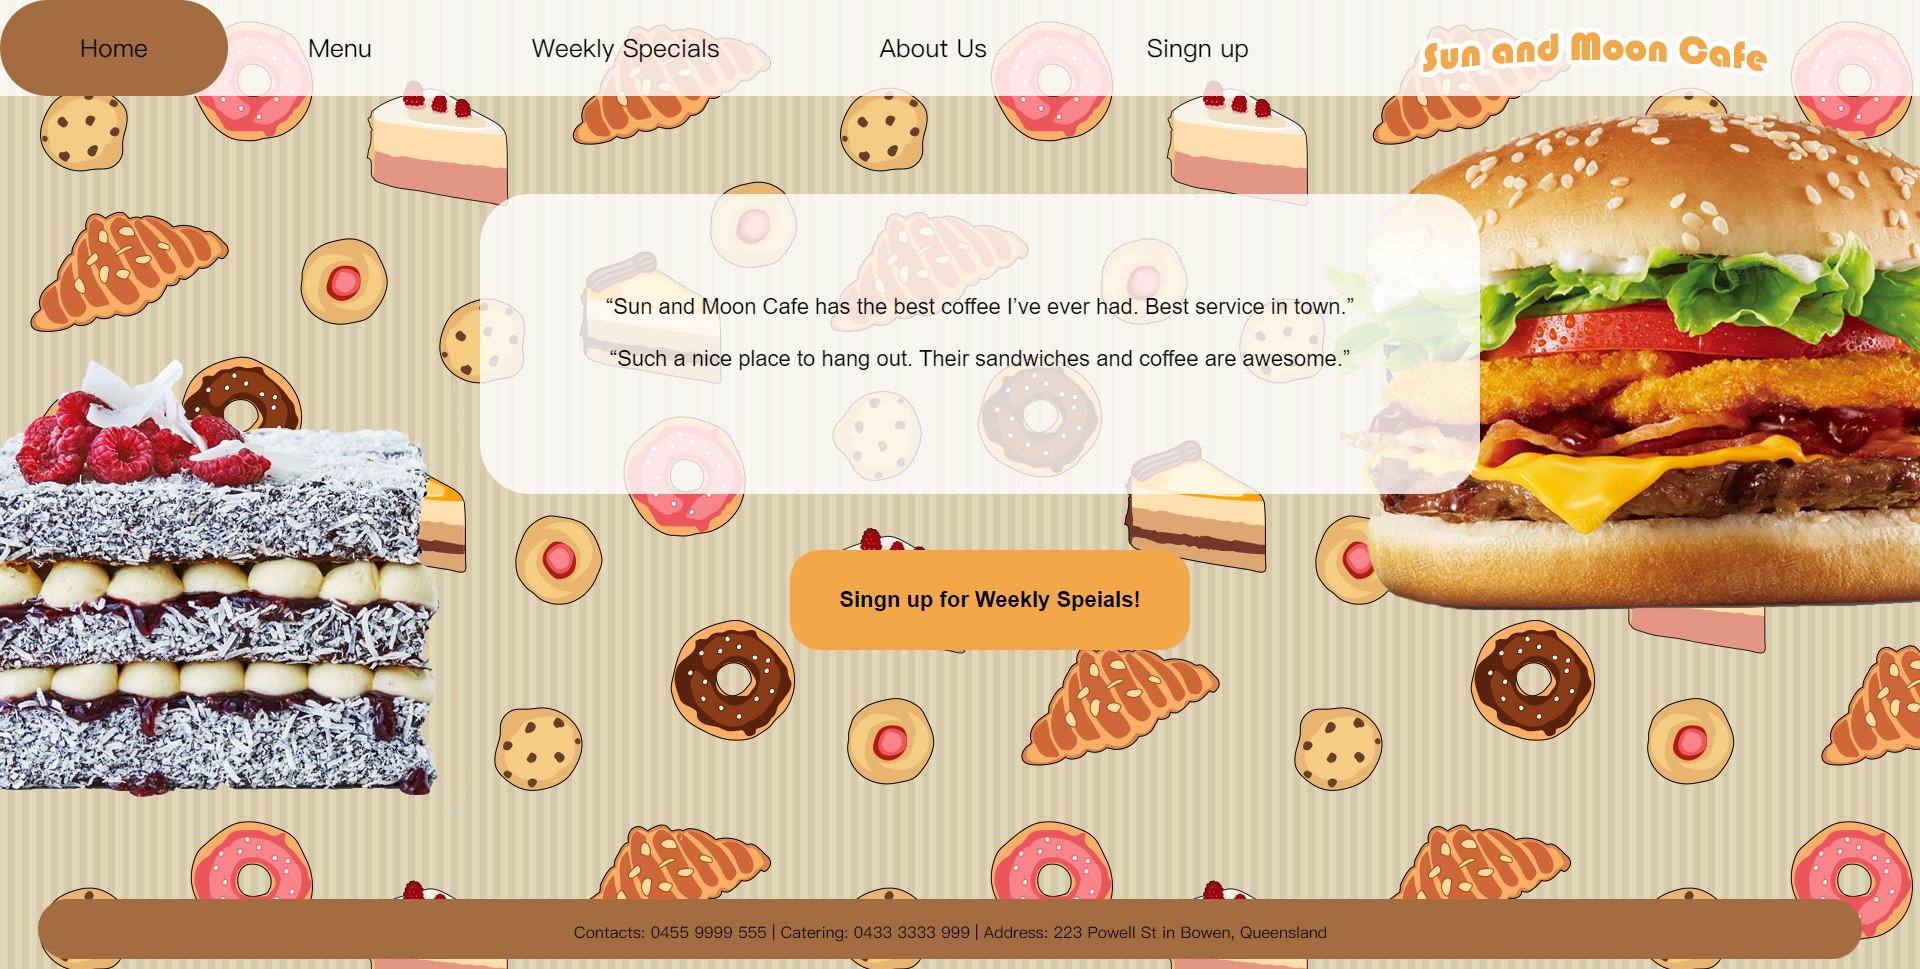 Home
Menu
Weekly Specials
About Us
Singn up
Sun and Moon Cafe
“Sun and Moon Cafe has the best coffee I’ve ever had. Best service in town.”
“Such a nice place to hang out. Their sandwiches and coffee are awesome.”
Singn up for Weekly Speials!
Contacts: 0455 9999 555 | Catering: 0433 3333 999 | Address: 223 Powell St in Bowen, Queensland